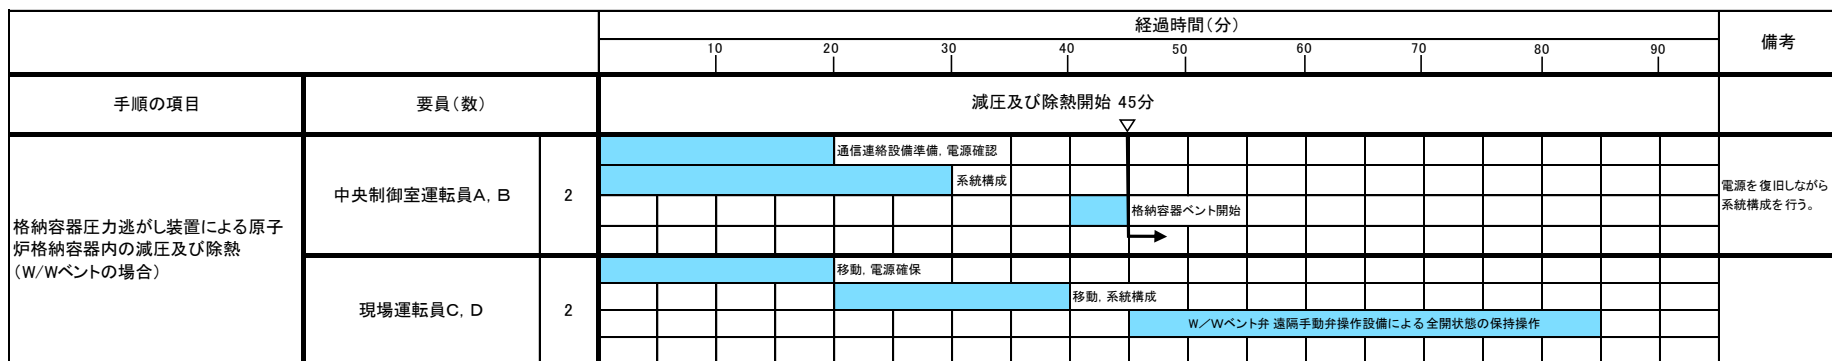 経過時間(分)
備考
10 20 30 40 50 60 70 80 90
手順の項目
要員(数)
減圧及び除熱開始 45分
▽
格納容器圧力逃がし装置による原子
炉格納容器内の減圧及び除熱
(W/Wベントの場合)
中央制御室運転員A, B
2
通信連絡設備準備, 電源確認
系統構成
格納容器ベント開始
電源を復旧しながら
系統構成を行う。
現場運転員C, D
2
移動, 電源確保
移動, 系統構成
W/Wベント弁 遠隔手動弁操作設備による全開状態の保持操作